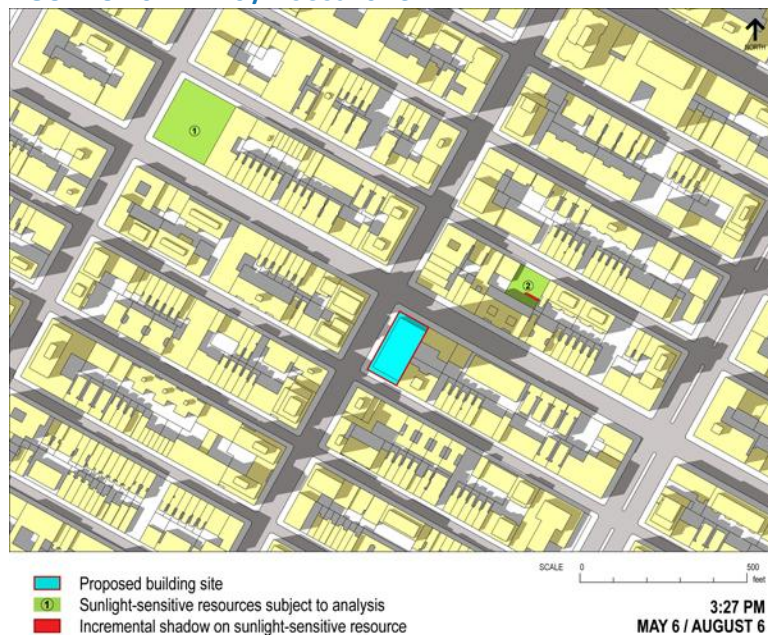 NORTH
①
②
Proposed building site
① Sunlight-sensitive resources subject to analysis
Incremental shadow on sunlight-sensitive resource
SCALE 0 500
feet
3:27 PM
MAY 6 / AUGUST 6